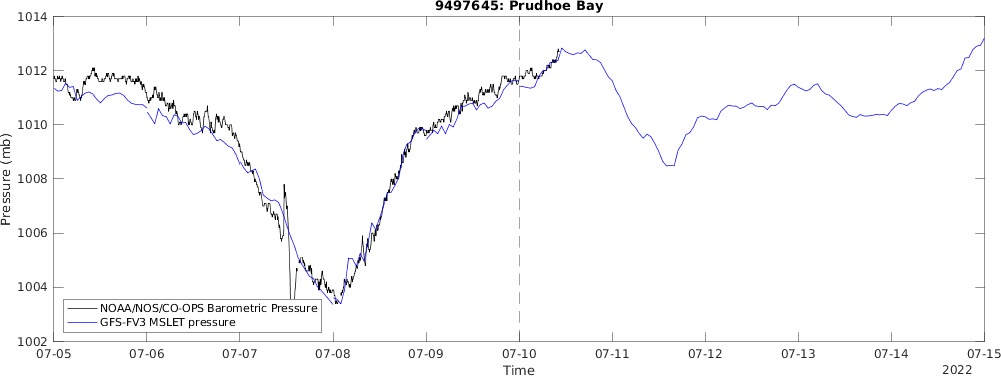 9497645: Prudhoe Bay
1014
1012
1010
1008
1006
1004
1002
Pressure (mb)
NOAA/NOS/CO-OPS Barometric Pressure
GFS-FV3 MSLET pressure
07-05 07-06 07-07 07-08 07-09 07-10 07-11 07-12 07-13 07-14 07-15
Time
2022